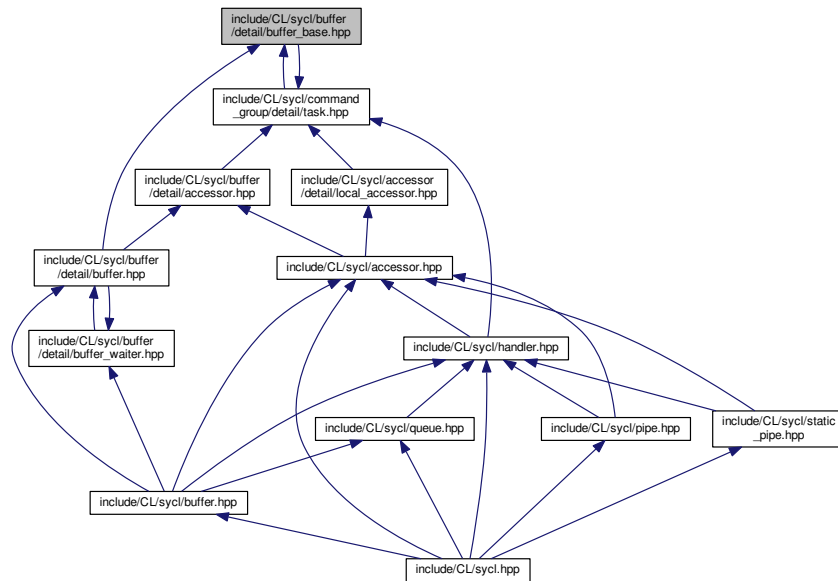 include/CL/sycl/buffer
/detail/buffer_base.hpp
include/CL/sycl/command
_group/detail/task.hpp
include/CL/sycl/buffer
/detail/accessor.hpp
include/CL/sycl/accessor
/detail/local_accessor.hpp
include/CL/sycl/buffer
/detail/buffer.hpp
include/CL/sycl/accessor.hpp
include/CL/sycl/buffer
/detail/buffer_waiter.hpp
include/CL/sycl/handler.hpp
include/CL/sycl/queue.hpp
include/CL/sycl/pipe.hpp
include/CL/sycl/static
_pipe.hpp
include/CL/sycl/buffer.hpp
include/CL/sycl.hpp